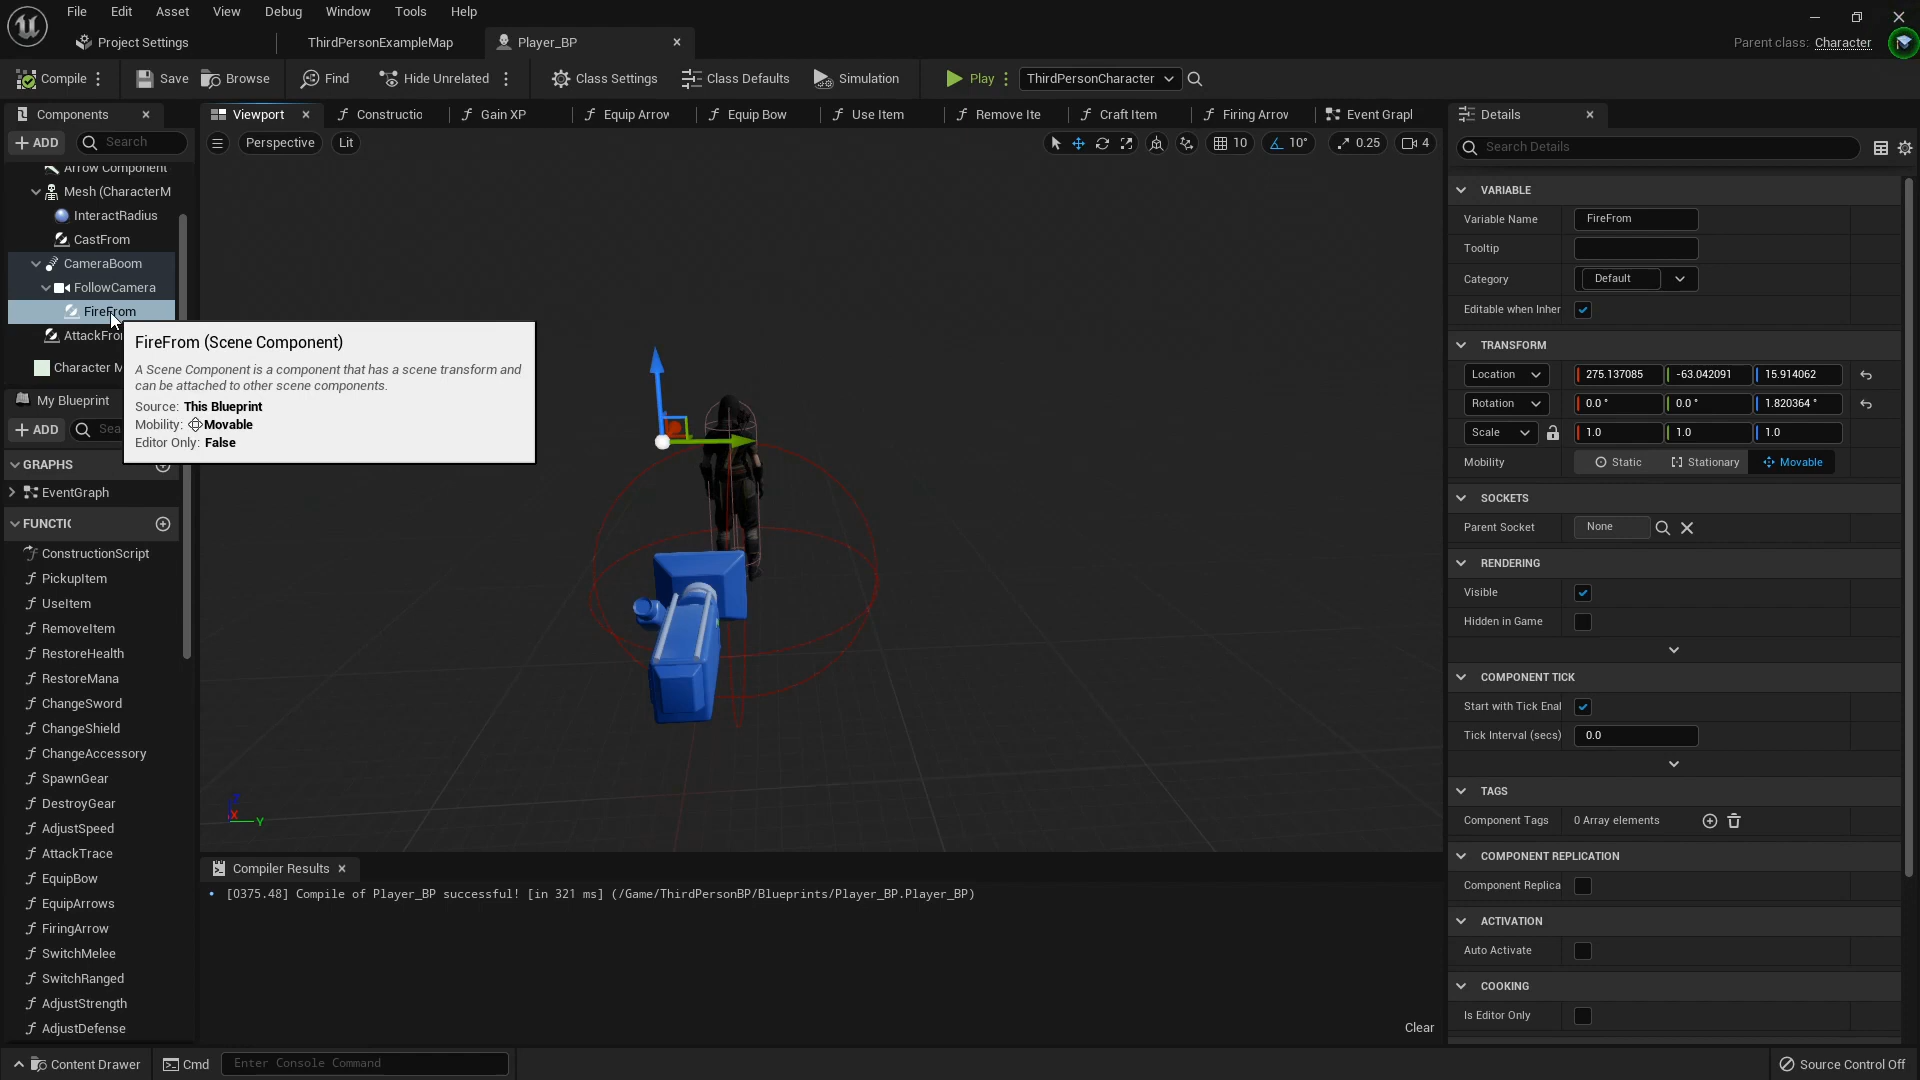 File Edit Asset View Debug Window Tools Help
Project Settings ThirdPersonExampleMap Player_BP
Parent class: Character
Compile Save Browse Find Hide Unrelated Class Settings Class Defaults Simulation Play ThirdPersonCharacter
Components
ADD Search
Arrow Component
Mesh (CharacterM
InteractRadius
CastFrom
CameraBoom
FollowCamera
FireFrom
AttackFro
Character M
My Blueprint
ADD Sea
GRAPHS
EventGraph
FUNCTIC
ConstructionScript
PickupItem
UseItem
RemoveItem
RestoreHealth
RestoreMana
ChangeSword
ChangeShield
ChangeAccessory
SpawnGear
DestroyGear
AdjustSpeed
AttackTrace
EquipBow
EquipArrows
FiringArrow
SwitchMelee
SwitchRanged
AdjustStrength
AdjustDefense
Viewport Constructio Gain XP Equip Arrow Equip Bow Use Item Remove Ite Craft Item Firing Arrow Event Grapl
Perspective Lit
10 10° 0.25 4
FireFrom (Scene Component)
A Scene Component is a component that has a scene transform and
can be attached to other scene components.
Source: This Blueprint
Mobility: Movable
Editor Only: False
X Y
Compiler Results
• [0375.48] Compile of Player_BP successful! [in 321 ms] (/Game/ThirdPersonBP/Blueprints/Player_BP.Player_BP)
Clear
Details
Search Details
VARIABLE
Variable Name FireFrom
Tooltip
Category Default
Editable when Inher
TRANSFORM
Location 275.137085 -63.042091 15.914062
Rotation 0.0 ° 0.0 ° 1.820364 °
Scale 1.0 1.0 1.0
Mobility Static Stationary Movable
SOCKETS
Parent Socket None
RENDERING
Visible
Hidden in Game
COMPONENT TICK
Start with Tick Enal
Tick Interval (secs) 0.0
TAGS
Component Tags 0 Array elements
COMPONENT REPLICATION
Component Replica
ACTIVATION
Auto Activate
COOKING
Is Editor Only
Content Drawer Cmd Enter Console Command
Source Control Off